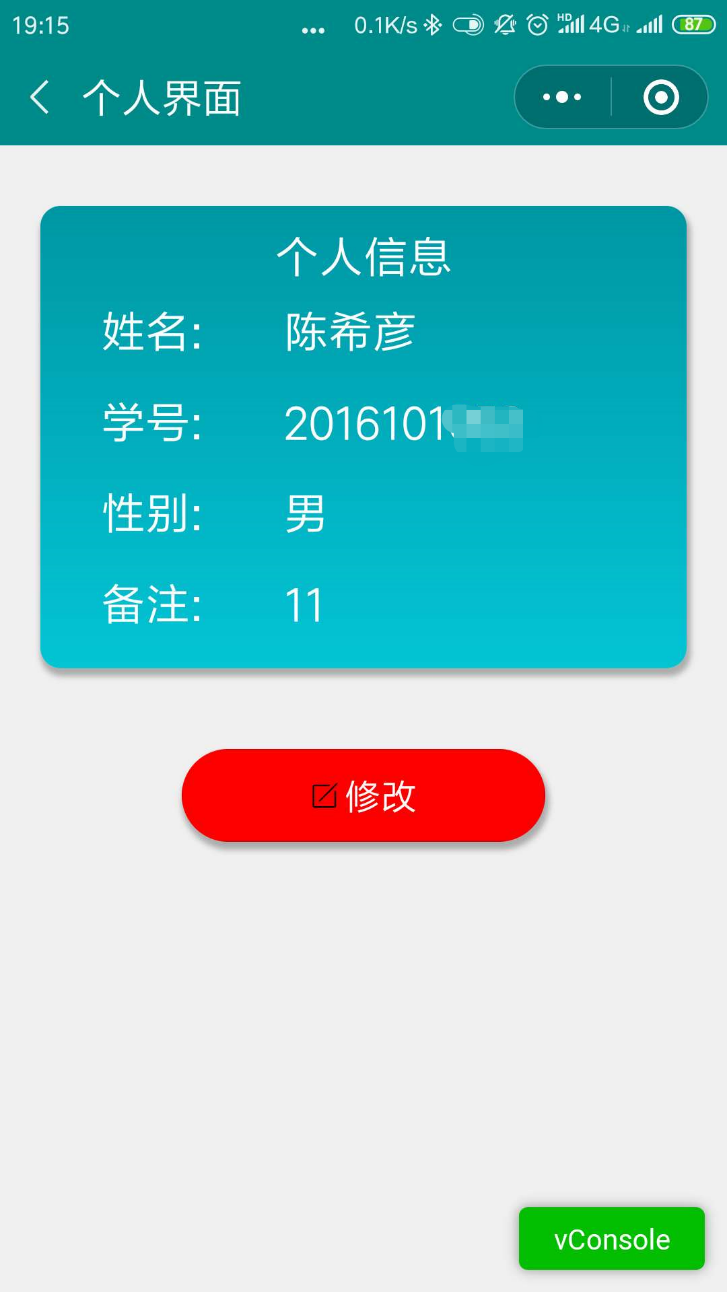 19:15 ... 0.1K/s HD 4G 87
个人界面
个人信息
姓名: 陈希彦
学号: 2016101
性别: 男
备注: 11
修改
vConsole